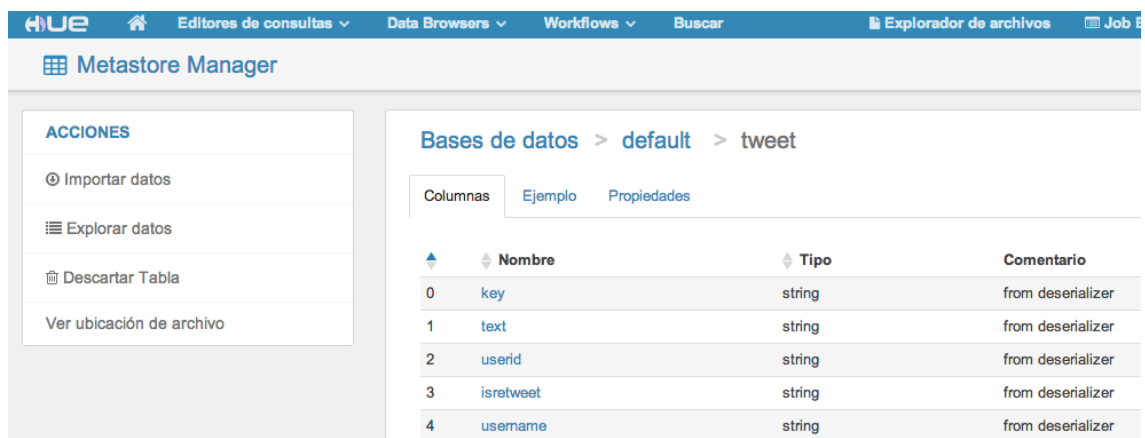 HUE Editores de consultas Data Browsers Workflows Buscar Explorador de archivos Job
Metastore Manager
ACCIONES
Importar datos
Explorar datos
Descartar Tabla
Ver ubicación de archivo
Bases de datos > default > tweet
Columnas Ejemplo Propiedades
Nombre Tipo Comentario
0 key string from deserializer
1 text string from deserializer
2 userid string from deserializer
3 isretweet string from deserializer
4 username string from deserializer